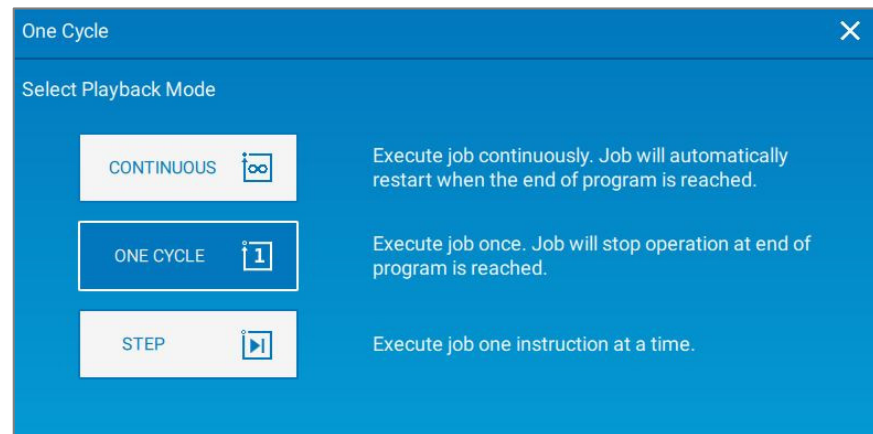 One Cycle
Select Playback Mode
CONTINUOUS
Execute job continuously. Job will automatically
restart when the end of program is reached.
ONE CYCLE
1
Execute job once. Job will stop operation at end of
program is reached.
STEP
Execute job one instruction at a time.